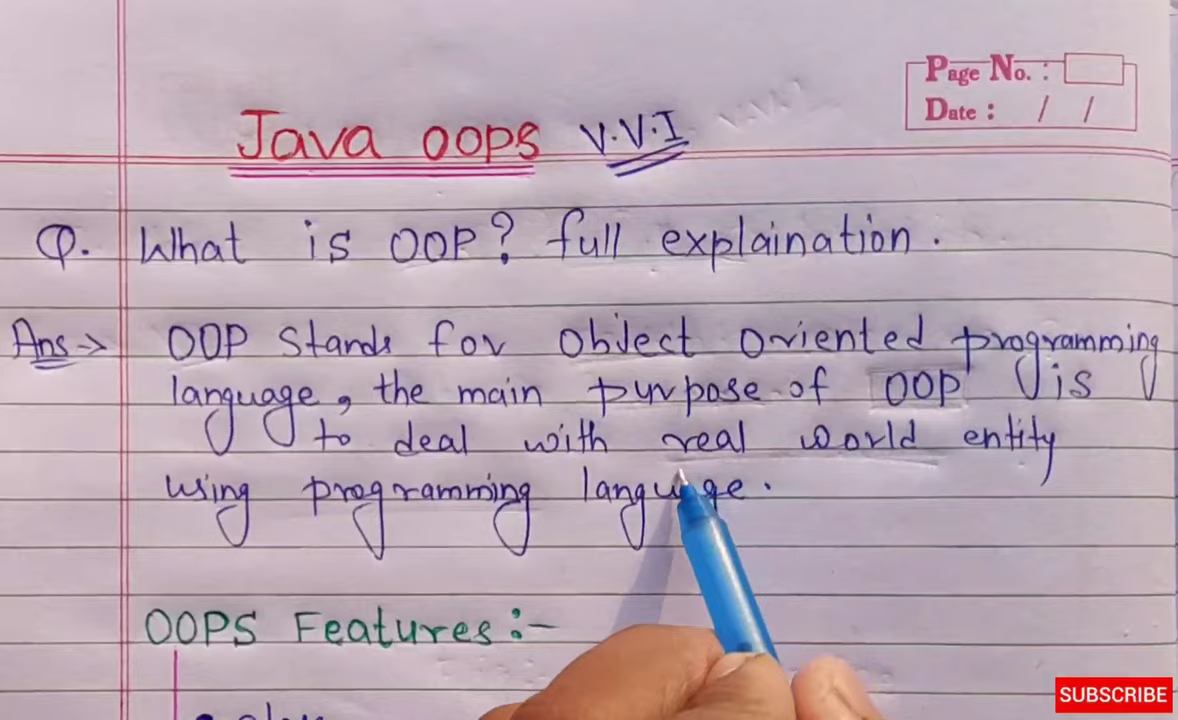 Page No. :
Date : / /
Java OOPS V.V.I
Q. What is OOP? full explaination.
Ans → OOP Stands for Object Oriented programming
language, the main purpose of OOP is
to deal with real world entity
using programming language.
OOPS Features :-
SUBSCRIBE